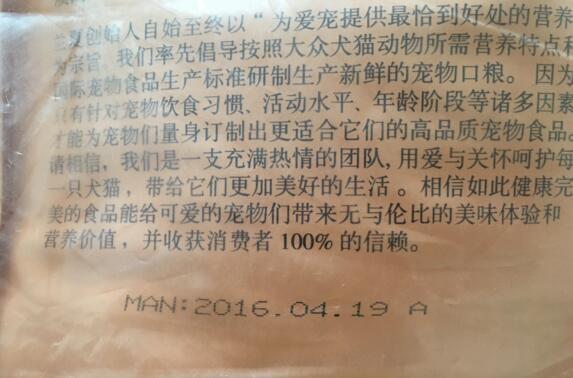 兰夏创始人自始至终以“为爱宠提供最恰到好处的营养
为宗旨，我们率先倡导按照大众犬猫动物所需营养特点和
国际宠物食品生产标准研制生产新鲜的宠物口粮。因为
只有针对宠物饮食习惯、活动水平、年龄阶段等诸多因素
才能为宠物们量身订制出更适合它们的高品质宠物食品。
请相信，我们是一支充满热情的团队,用爱与关怀呵护每
一只犬猫，带给它们更加美好的生活。相信如此健康完
美的食品能给可爱的宠物们带来无与伦比的美味体验和
营养价值，并收获消费者100%的信赖。
MAN:2016.04.19 A